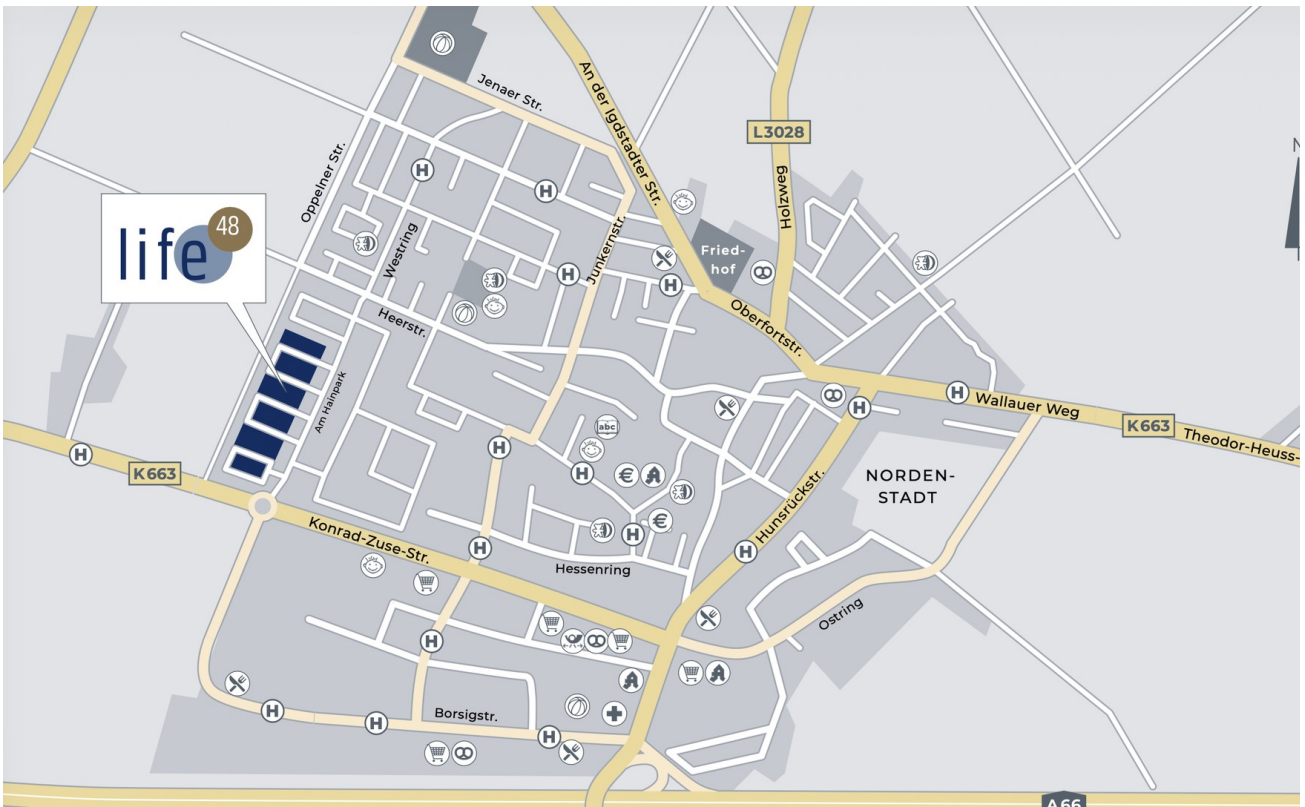 Jenaer Str.
An der Igdstadter Str.
L3028
N
Oppelner Str.
Holzweg
H
H
life
48
Westring
Junkernstr.
Fried-
hof
H
H
Heerstr.
Oberfortstr.
Am Hainpark
H
Wallauer Weg
H
K663
Theodor-Heuss-
abc
H
K663
H
H
€
NORDEN-
STADT
€
Konrad-Zuse-Str.
H
H
H
Hunsrückstr.
Hessenring
Ostring
H
H
H
Borsigstr.
H
A66